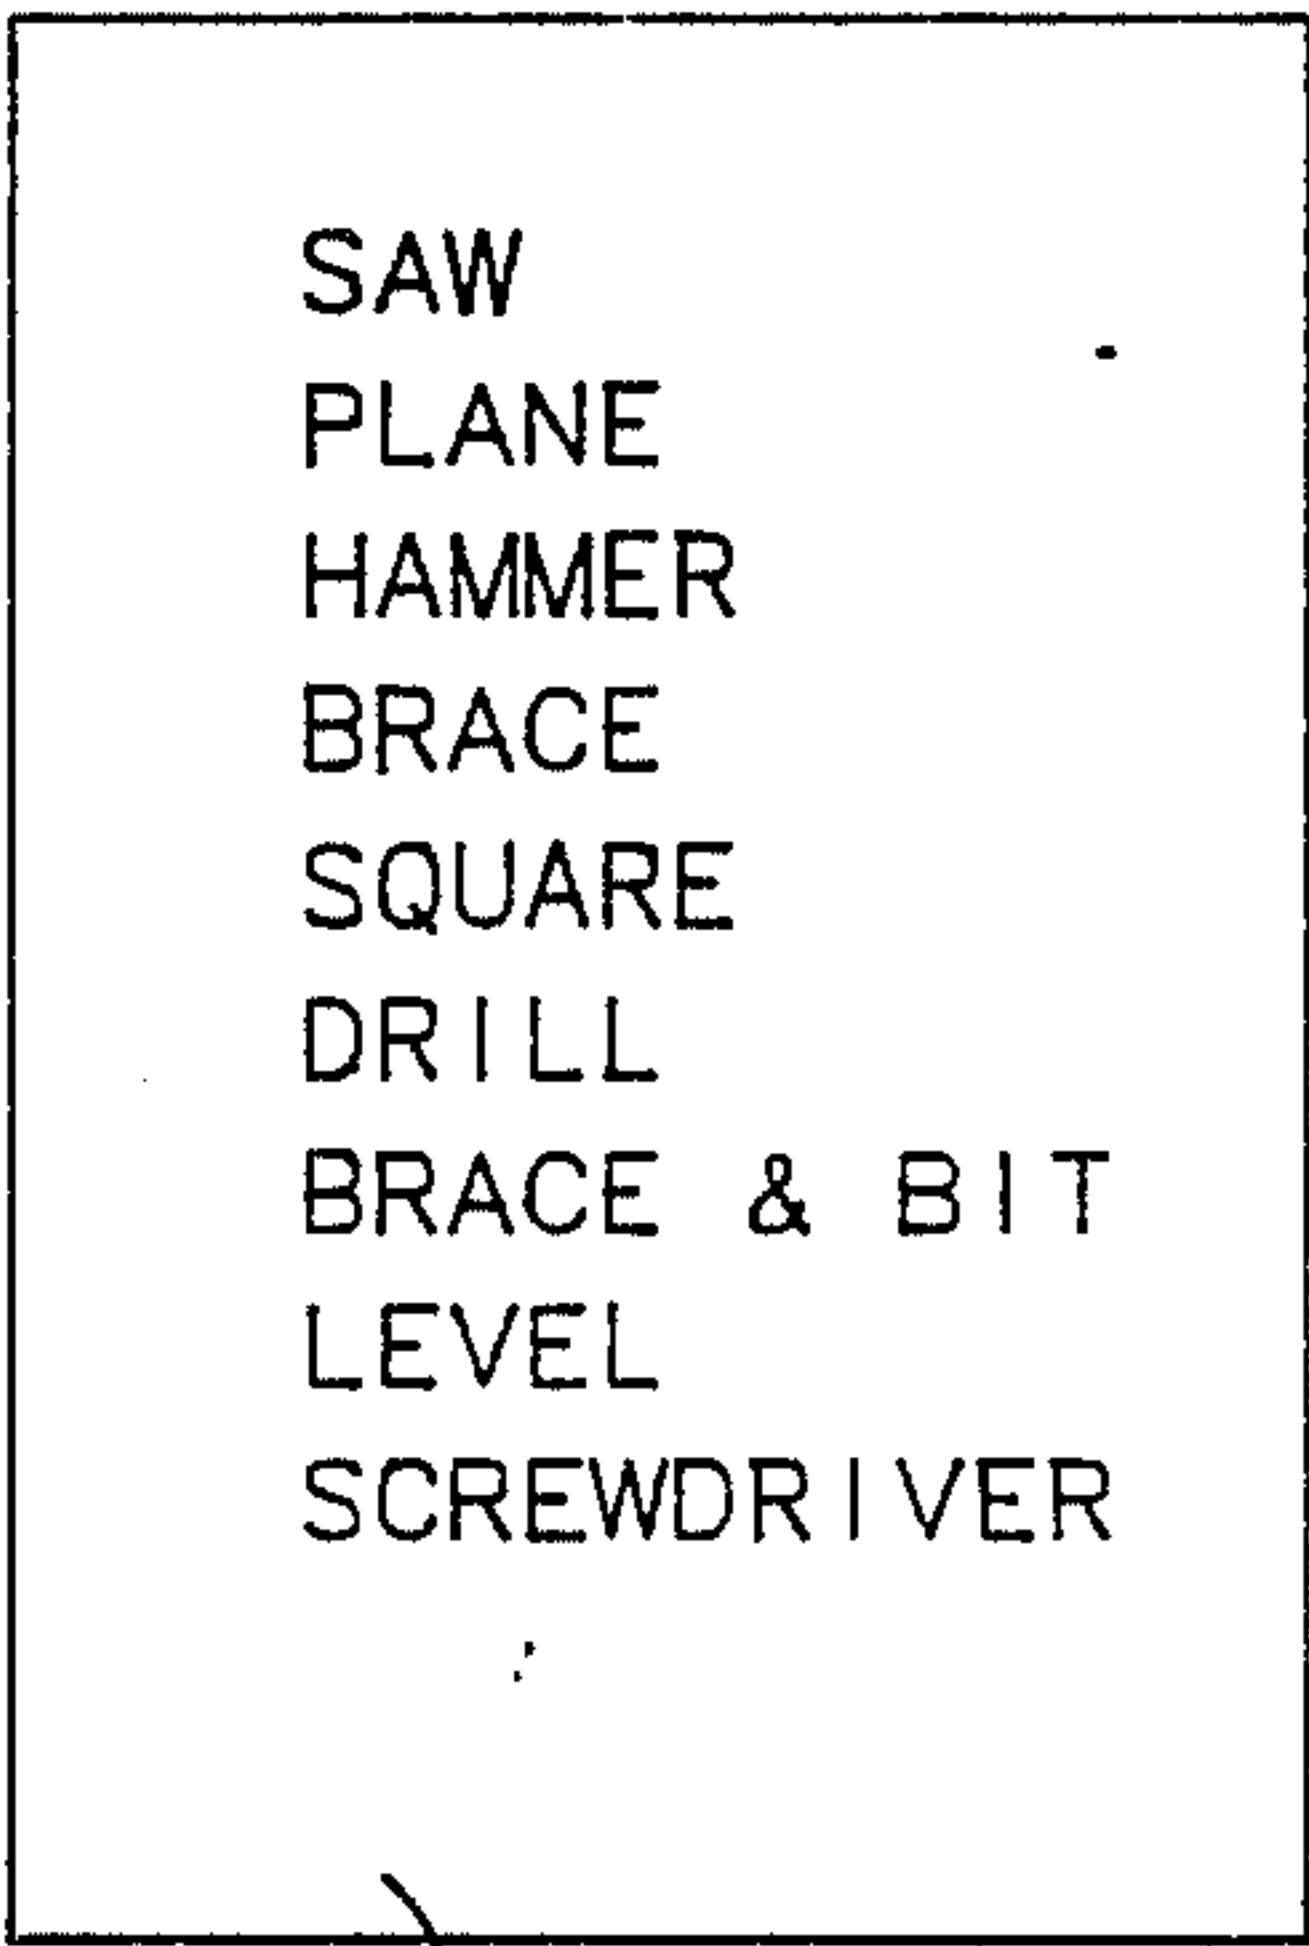 SAW
PLANE
HAMMER
BRACE
SQUARE
DRILL
BRACE & BIT
LEVEL
SCREWDRIVER